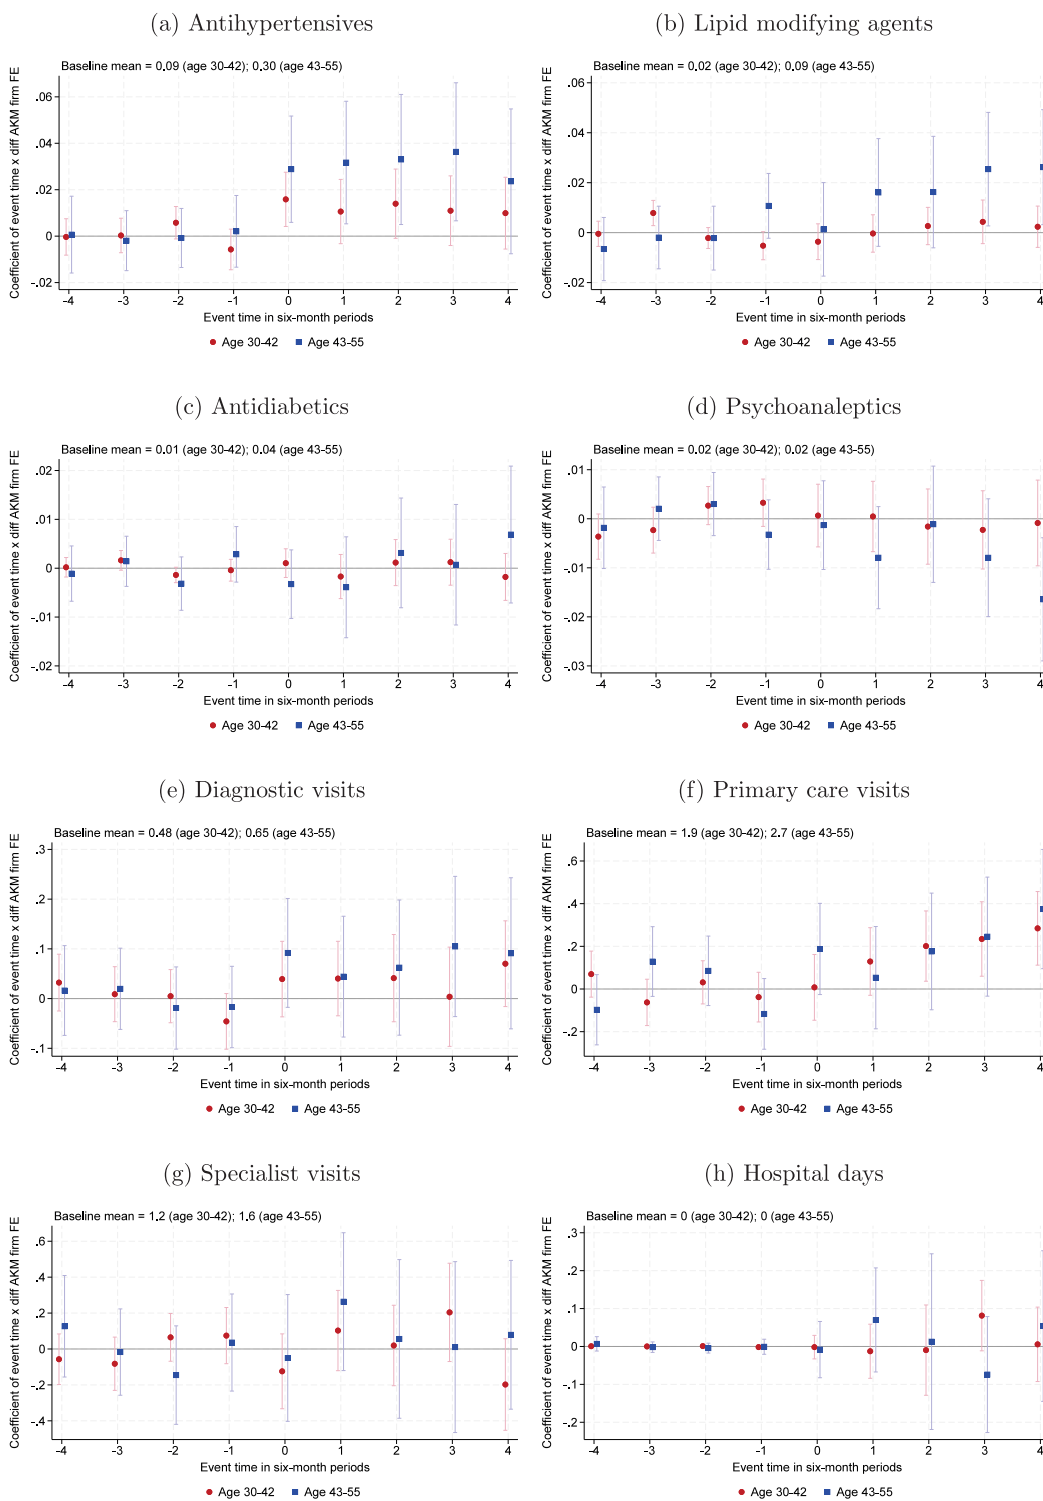 (a) Antihypertensives
Baseline mean = 0.09 (age 30-42); 0.30 (age 43-55)
Coefficient of event time x diff AKM firm FE
.06
.04
.02
0
-.02
-4 -3 -2 -1 0 1 2 3 4
Event time in six-month periods
Age 30-42 Age 43-55
(b) Lipid modifying agents
Baseline mean = 0.02 (age 30-42); 0.09 (age 43-55)
Coefficient of event time x diff AKM firm FE
.06
.04
.02
0
-.02
-4 -3 -2 -1 0 1 2 3 4
Event time in six-month periods
Age 30-42 Age 43-55
(c) Antidiabetics
Baseline mean = 0.01 (age 30-42); 0.04 (age 43-55)
Coefficient of event time x diff AKM firm FE
.02
.01
0
-.01
-.02
-4 -3 -2 -1 0 1 2 3 4
Event time in six-month periods
Age 30-42 Age 43-55
(d) Psychoanaleptics
Baseline mean = 0.02 (age 30-42); 0.02 (age 43-55)
Coefficient of event time x diff AKM firm FE
.01
0
-.01
-.02
-.03
-4 -3 -2 -1 0 1 2 3 4
Event time in six-month periods
Age 30-42 Age 43-55
(e) Diagnostic visits
Baseline mean = 0.48 (age 30-42); 0.65 (age 43-55)
Coefficient of event time x diff AKM firm FE
.3
.2
.1
0
-.1
-4 -3 -2 -1 0 1 2 3 4
Event time in six-month periods
Age 30-42 Age 43-55
(f) Primary care visits
Baseline mean = 1.9 (age 30-42); 2.7 (age 43-55)
Coefficient of event time x diff AKM firm FE
.6
.4
.2
0
-.2
-4 -3 -2 -1 0 1 2 3 4
Event time in six-month periods
Age 30-42 Age 43-55
(g) Specialist visits
Baseline mean = 1.2 (age 30-42); 1.6 (age 43-55)
Coefficient of event time x diff AKM firm FE
.6
.4
.2
0
-.2
-.4
-4 -3 -2 -1 0 1 2 3 4
Event time in six-month periods
Age 30-42 Age 43-55
(h) Hospital days
Baseline mean = 0 (age 30-42); 0 (age 43-55)
Coefficient of event time x diff AKM firm FE
.3
.2
.1
0
-.1
-.2
-4 -3 -2 -1 0 1 2 3 4
Event time in six-month periods
Age 30-42 Age 43-55